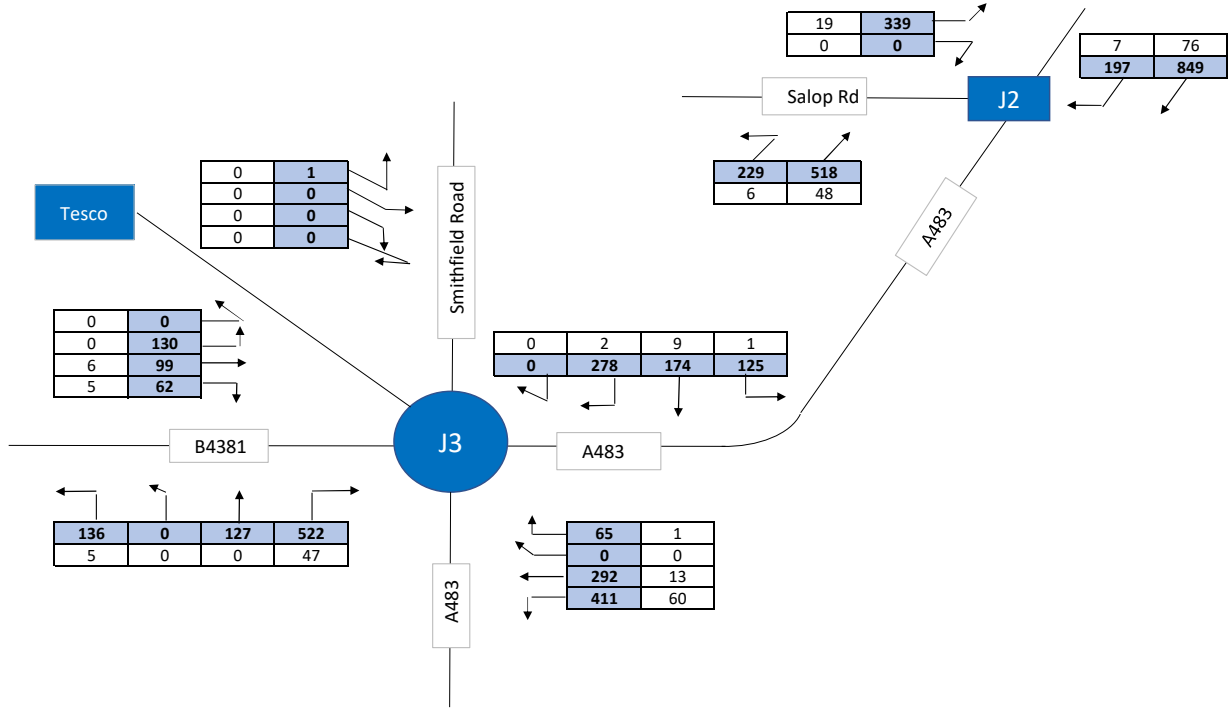 19 339
0 0
7 76
197 849
Salop Rd
J2
229 518
6 48
A483
0 1
0 0
0 0
0 0
Tesco
Smithfield Road
0 0
0 130
6 99
5 62
0 2 9 1
0 278 174 125
B4381
J3
A483
136 0 127 522
5 0 0 47
65 1
0 0
292 13
411 60
A483